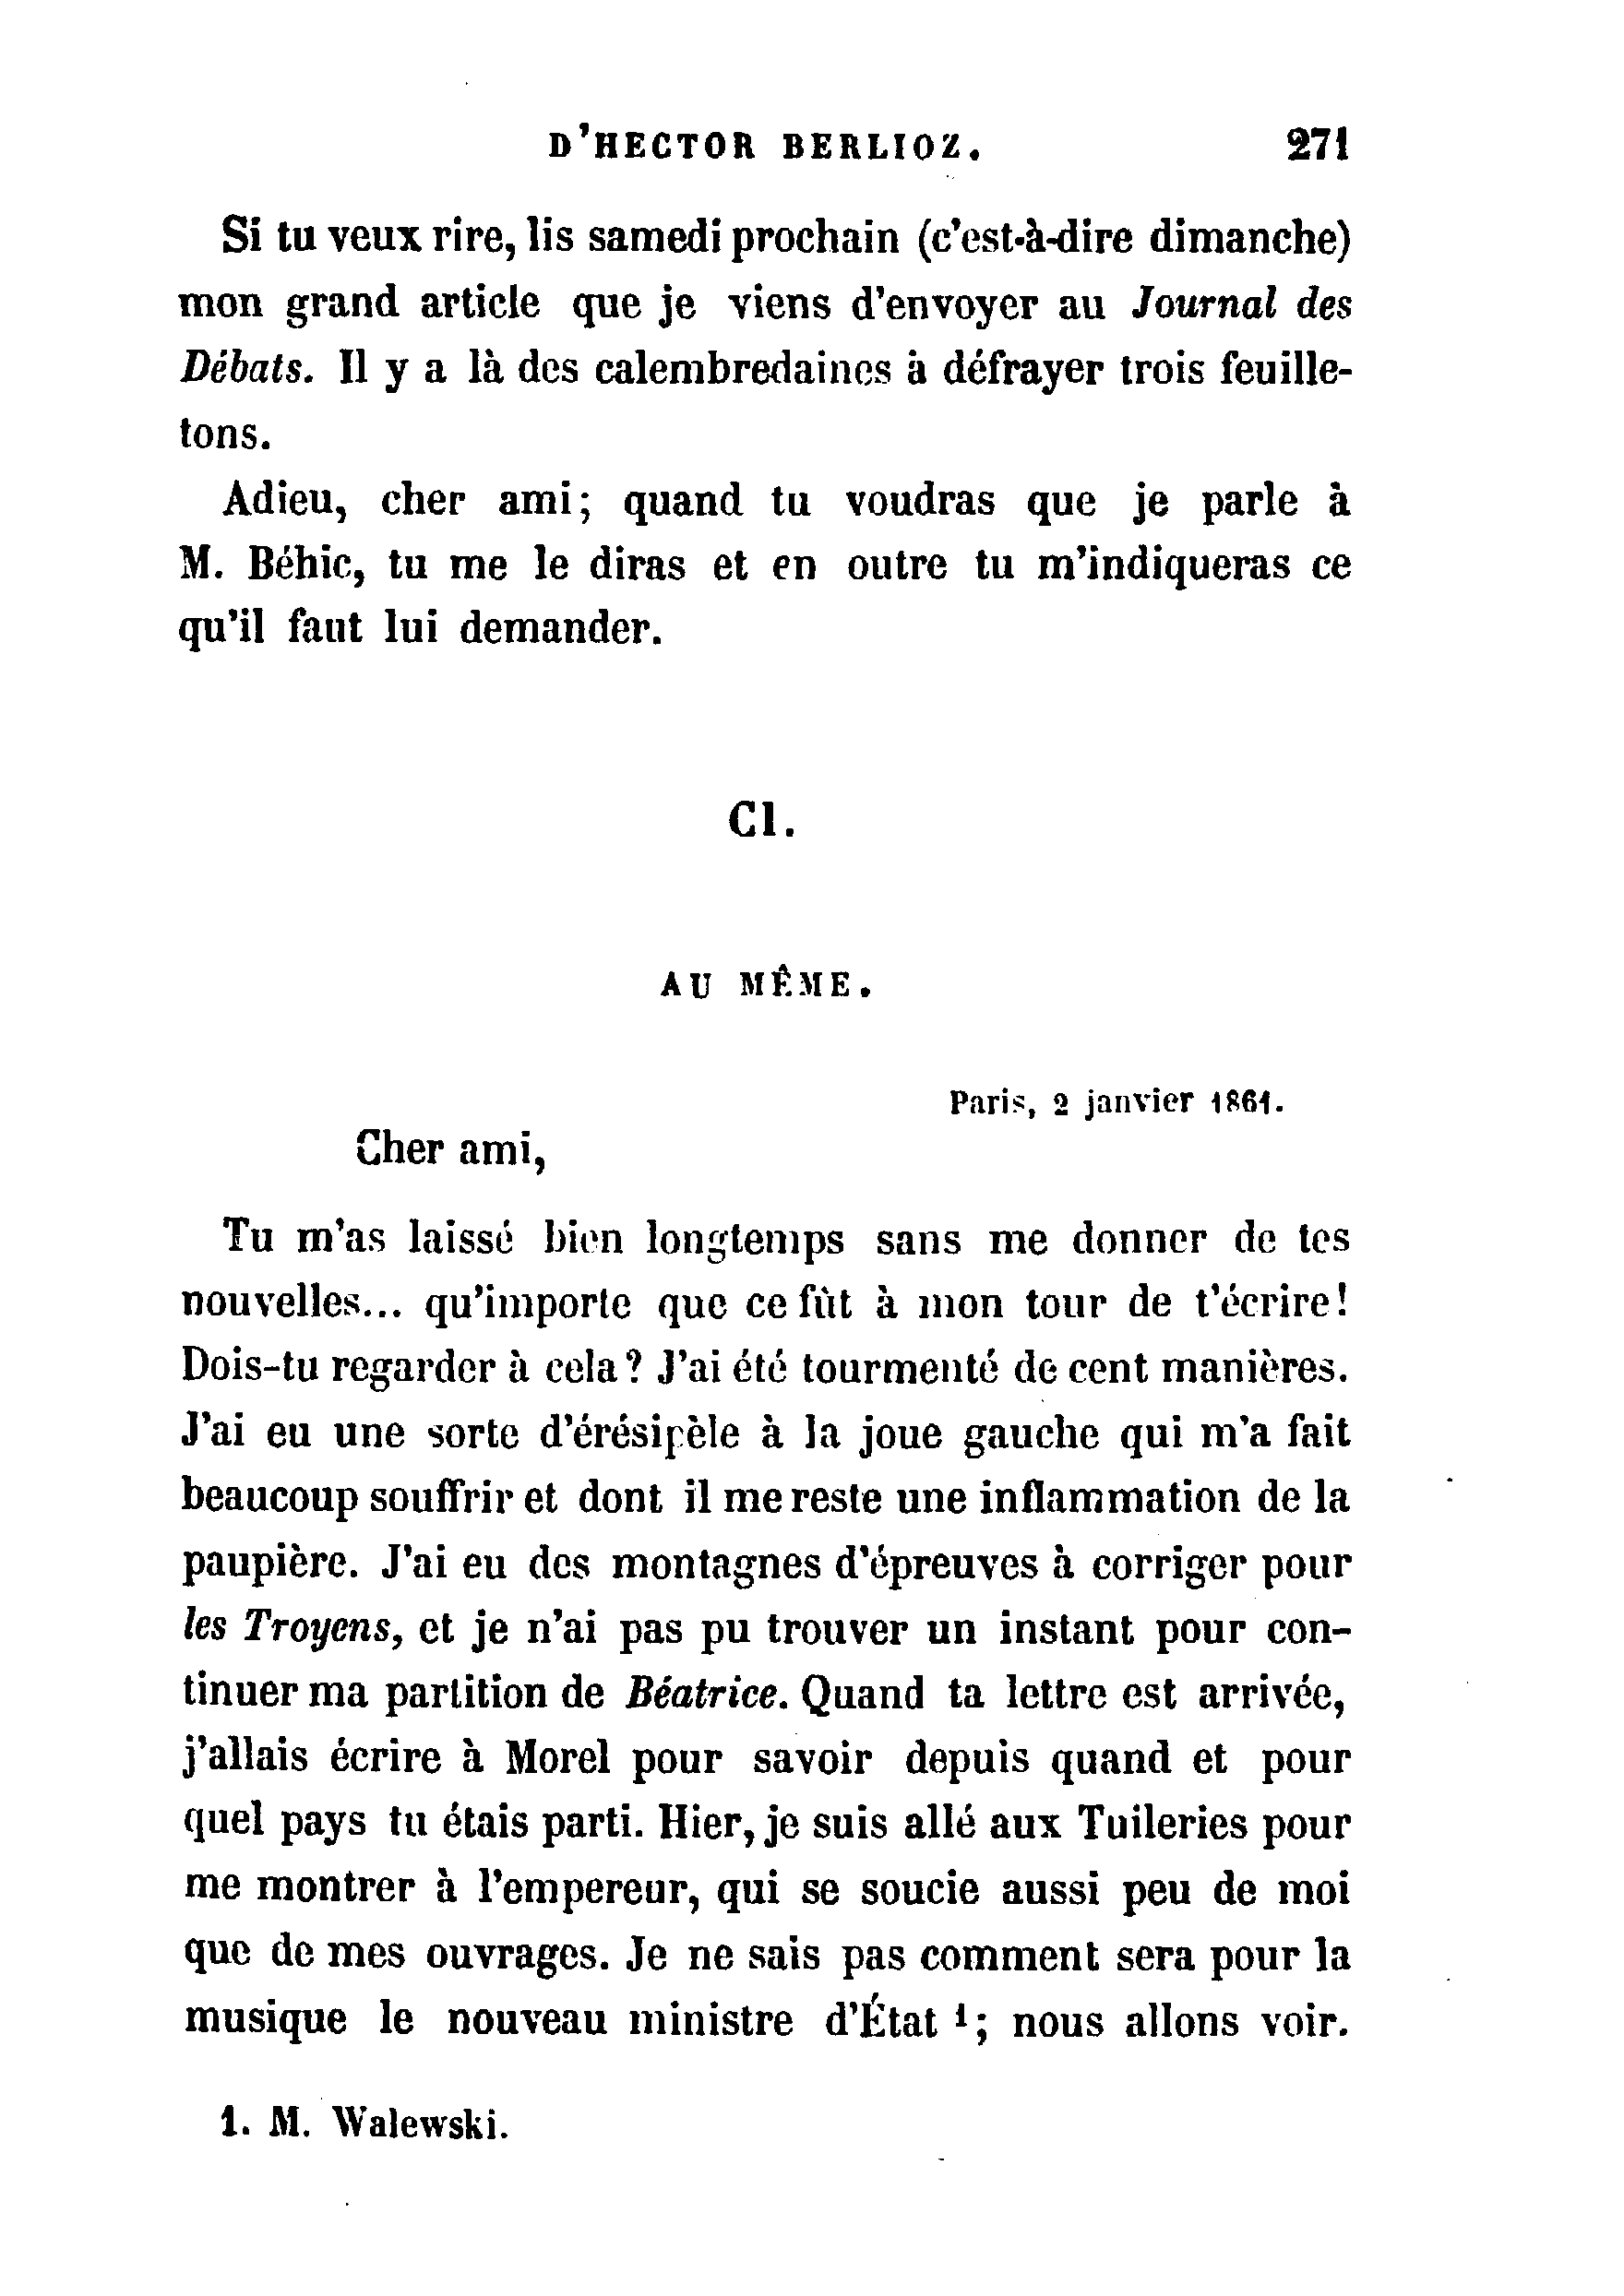 D'HECTOR BERLIOZ. 271
Si tu veux rire, lis samedi prochain (c'est-à-dire dimanche)
mon grand article que je viens d'envoyer au Journal des
Débats. Il y a là des calembredaines à défrayer trois feuille-
tons.
Adieu, cher ami; quand tu voudras que je parle à
M. Béhic, tu me le diras et en outre tu m'indiqueras ce
qu'il faut lui demander.
CI.
AU MÊME.
Paris, 2 janvier 1861.
Cher ami,
Tu m'as laissé bien longtemps sans me donner de tes
nouvelles... qu'importe que ce fût à mon tour de t'écrire!
Dois-tu regarder à cela? J'ai été tourmenté de cent manières.
J'ai eu une sorte d'érésipèle à la joue gauche qui m'a fait
beaucoup souffrir et dont il me reste une inflammation de la
paupière. J'ai eu des montagnes d'épreuves à corriger pour
les Troyens, et je n'ai pas pu trouver un instant pour con-
tinuer ma partition de Béatrice. Quand ta lettre est arrivée,
j'allais écrire à Morel pour savoir depuis quand et pour
quel pays tu étais parti. Hier, je suis allé aux Tuileries pour
me montrer à l'empereur, qui se soucie aussi peu de moi
que de mes ouvrages. Je ne sais pas comment sera pour la
musique le nouveau ministre d'État 1; nous allons voir.
1. M. Walewski.